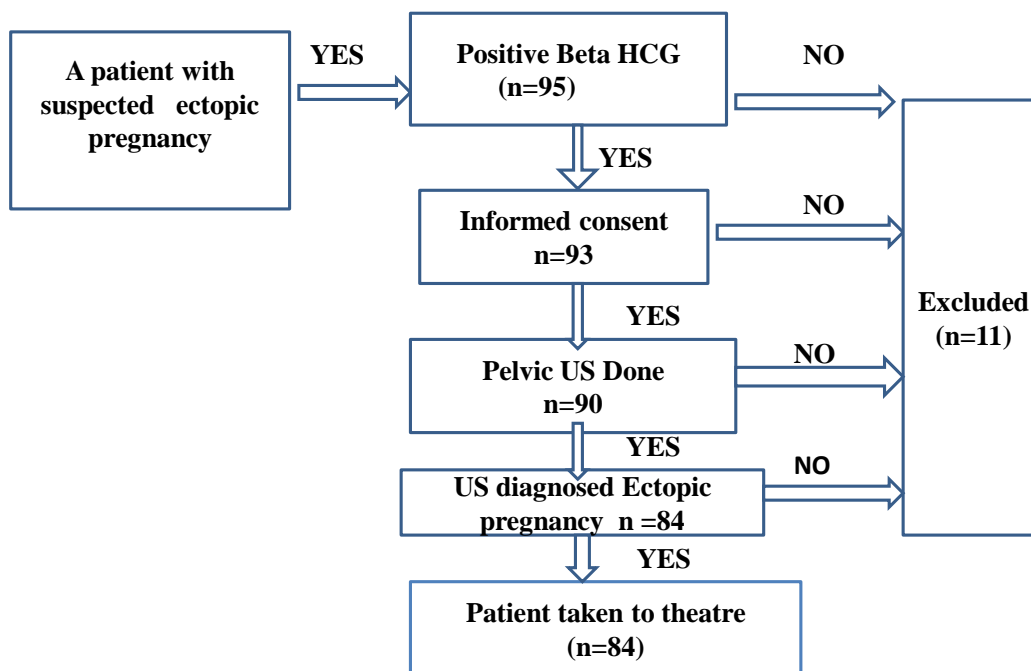 A patient with
suspected ectopic
pregnancy
YES
Positive Beta HCG
(n=95)
NO
YES
Informed consent
n=93
NO
YES
Pelvic US Done
n=90
NO
YES
US diagnosed Ectopic
pregnancy n =84
NO
YES
Patient taken to theatre
(n=84)
Excluded
(n=11)